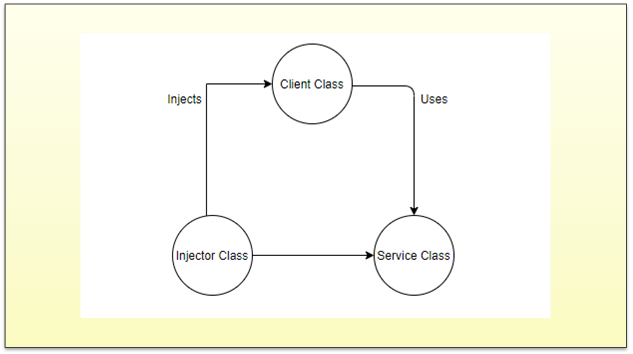 Client Class
Injects
Uses
Injector Class
Service Class